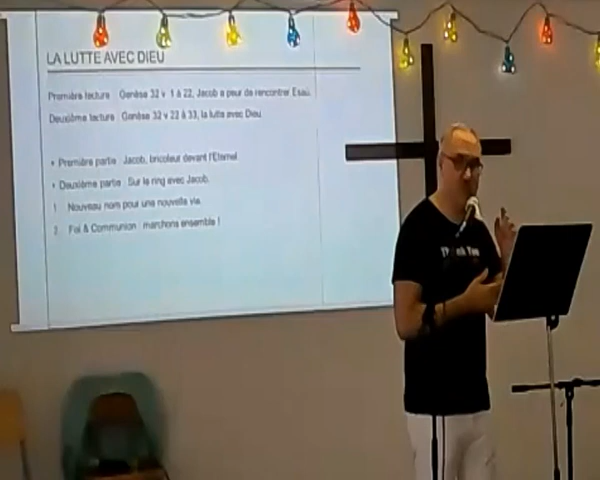 LA LUTTE AVEC DIEU
Première lecture : Genèse 32 v 1 à 22, Jacob a peur de rencontrer Esaü.
Deuxième lecture : Genèse 32 v 22 à 33, la lutte avec Dieu
• Première partie : Jacob, bricoleur devant l'Eternel.
• Deuxième partie : Sur le ring avec Jacob.
1. Nouveau nom pour une nouvelle vie.
2. Foi & Communion : marchons ensemble !